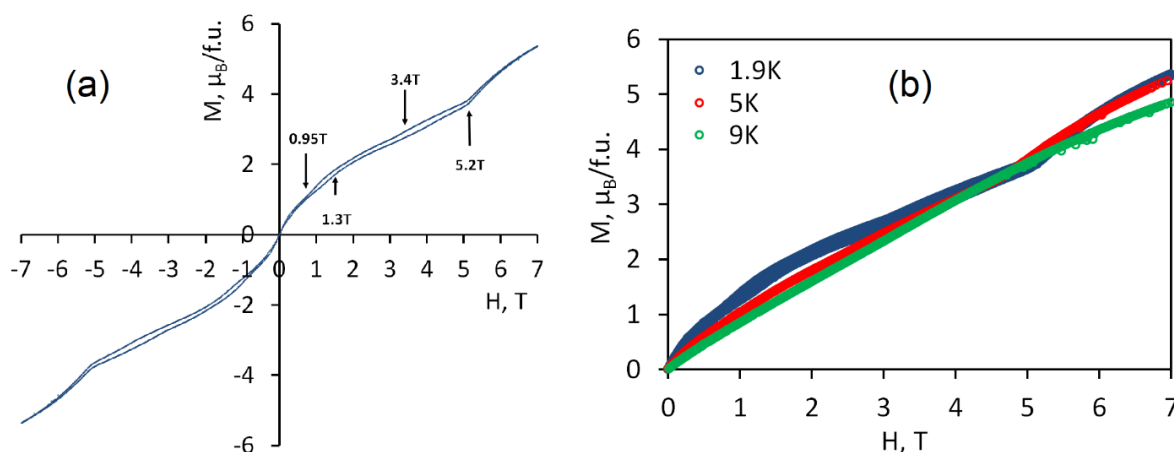 (a)
M, μB/f.u.
6
4
2
0
-2
-4
-6
-7 -6 -5 -4 -3 -2 -1 0 1 2 3 4 5 6 7
H, T
0.95T
3.4T
1.3T
5.2T
(b)
M, μB/f.u.
6
5
4
3
2
1
0
1.9K
5K
9K
0 1 2 3 4 5 6 7
H, T